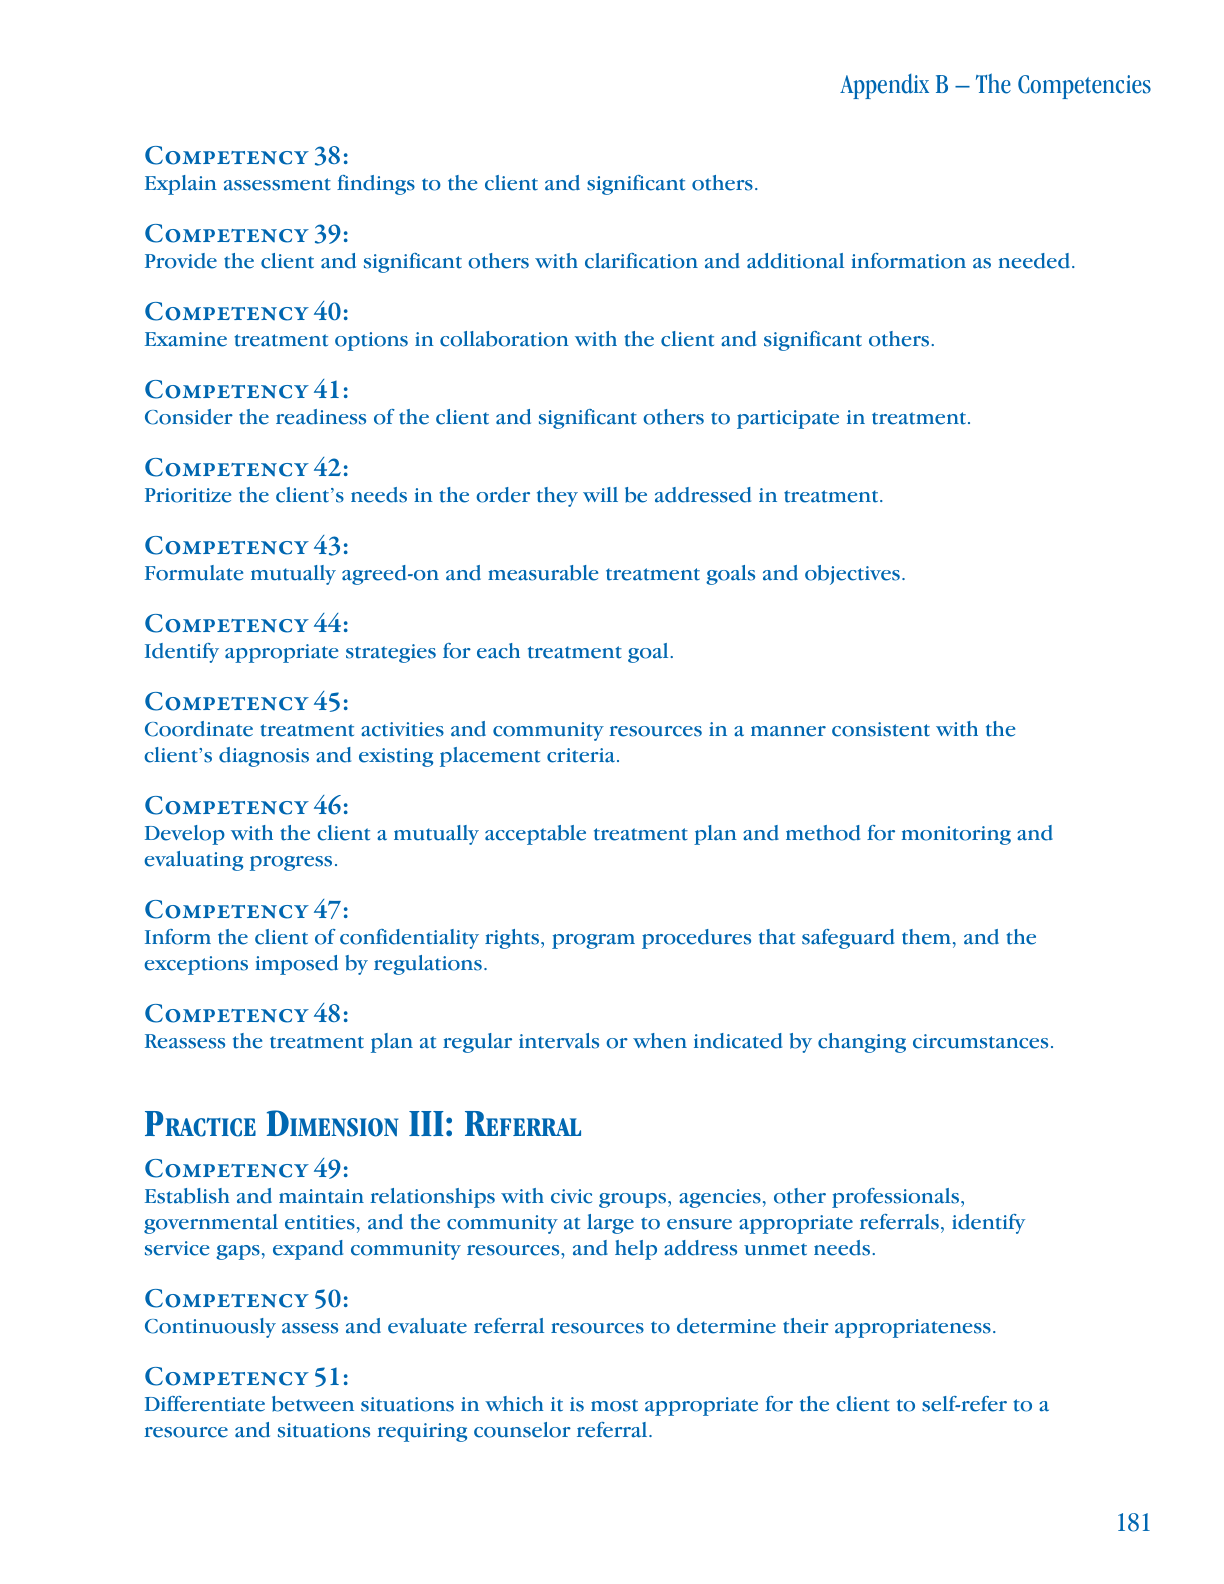 Appendix B – The Competencies
Competency 38:
Explain assessment findings to the client and significant others.
Competency 39:
Provide the client and significant others with clarification and additional information as needed.
Competency 40:
Examine treatment options in collaboration with the client and significant others.
Competency 41:
Consider the readiness of the client and significant others to participate in treatment.
Competency 42:
Prioritize the client’s needs in the order they will be addressed in treatment.
Competency 43:
Formulate mutually agreed-on and measurable treatment goals and objectives.
Competency 44:
Identify appropriate strategies for each treatment goal.
Competency 45:
Coordinate treatment activities and community resources in a manner consistent with the
client’s diagnosis and existing placement criteria.
Competency 46:
Develop with the client a mutually acceptable treatment plan and method for monitoring and
evaluating progress.
Competency 47:
Inform the client of confidentiality rights, program procedures that safeguard them, and the
exceptions imposed by regulations.
Competency 48:
Reassess the treatment plan at regular intervals or when indicated by changing circumstances.
Practice Dimension III: Referral
Competency 49:
Establish and maintain relationships with civic groups, agencies, other professionals,
governmental entities, and the community at large to ensure appropriate referrals, identify
service gaps, expand community resources, and help address unmet needs.
Competency 50:
Continuously assess and evaluate referral resources to determine their appropriateness.
Competency 51:
Differentiate between situations in which it is most appropriate for the client to self-refer to a
resource and situations requiring counselor referral.
181